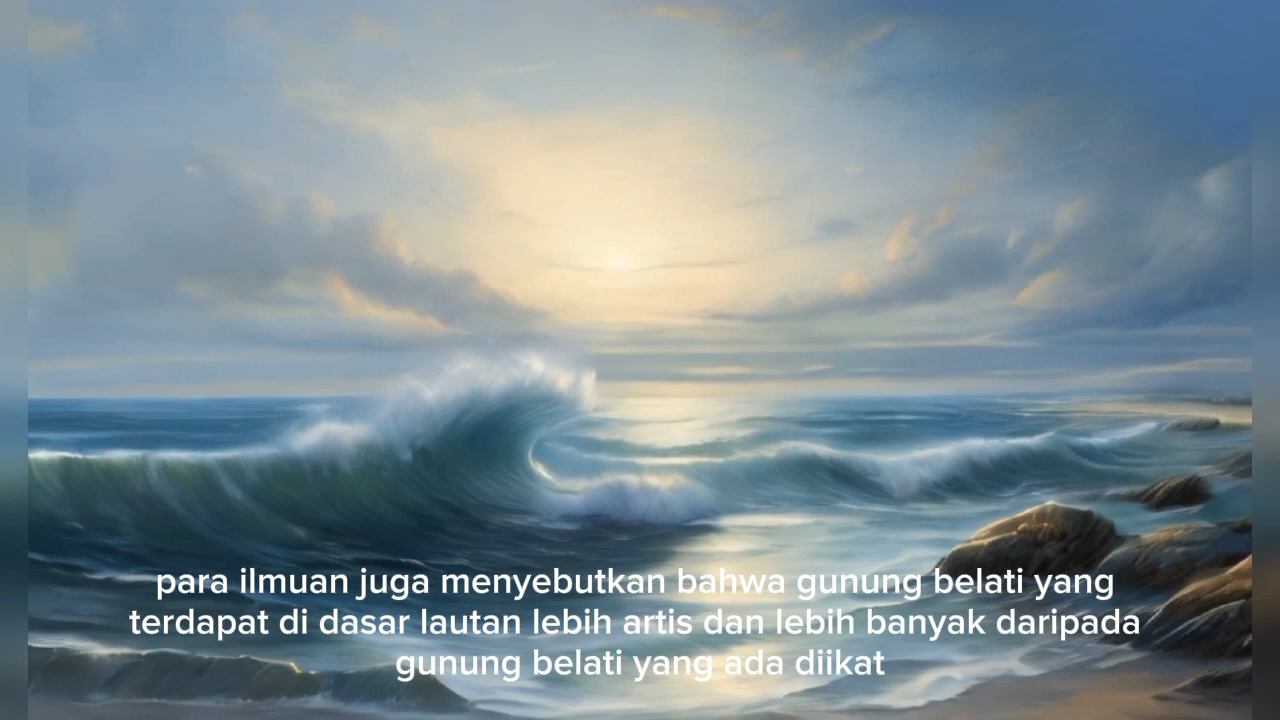 para ilmuan juga menyebutkan bahwa gunung belati yang
terdapat di dasar lautan lebih artis dan lebih banyak daripada
gunung belati yang ada diikat